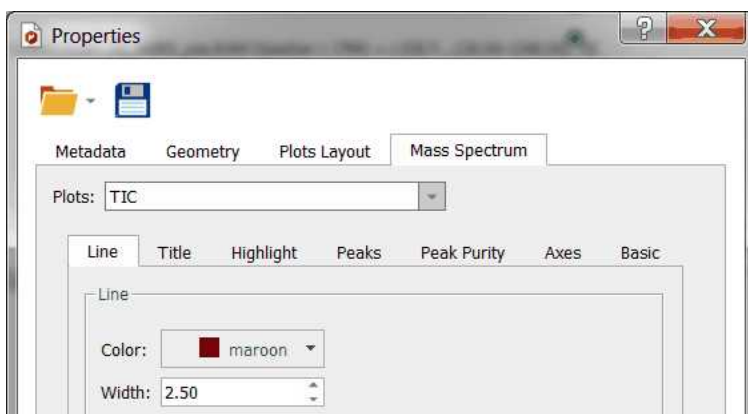 Properties
Metadata Geometry Plots Layout Mass Spectrum
Plots: TIC
Line Title Highlight Peaks Peak Purity Axes Basic
Line
Color: maroon
Width: 2.50